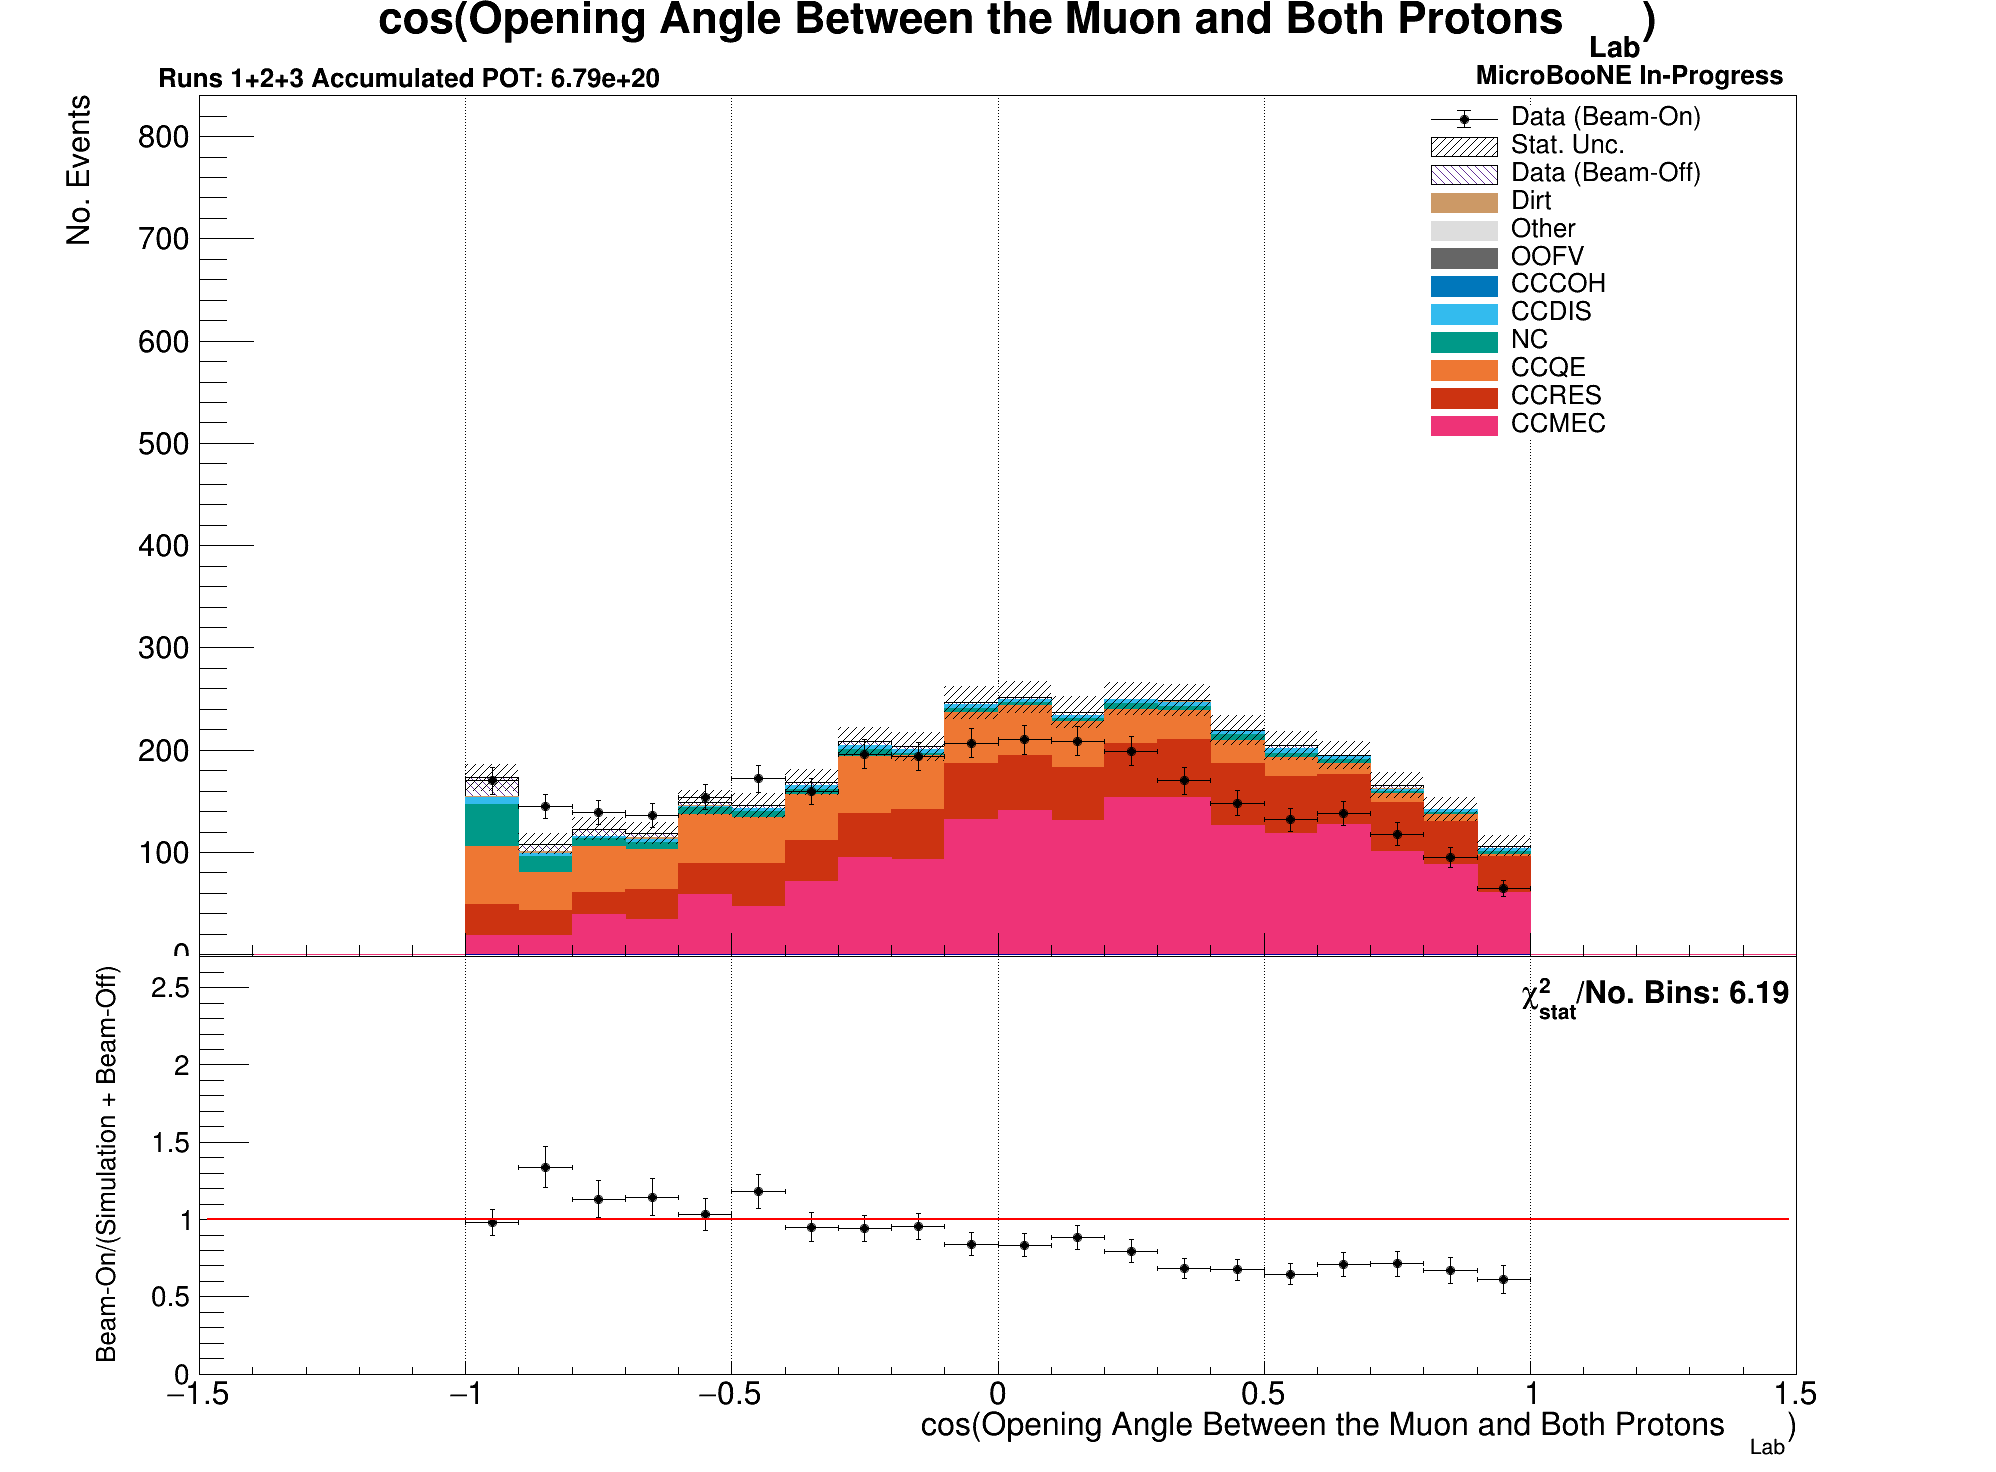 cos(Opening Angle Between the Muon and Both Protons Lab)
Runs 1+2+3 Accumulated POT: 6.79e+20
MicroBooNE In-Progress
No. Events
800
700
600
500
400
300
200
100
0
Data (Beam-On)
Stat. Unc.
Data (Beam-Off)
Dirt
Other
OOFV
CCCOH
CCDIS
NC
CCQE
CCRES
CCMEC
Beam-On/(Simulation + Beam-Off)
2.5
2
1.5
1
0.5
0
χ²stat/No. Bins: 6.19
−1.5 −1 −0.5 0 0.5 1 1.5
cos(Opening Angle Between the Muon and Both Protons Lab)